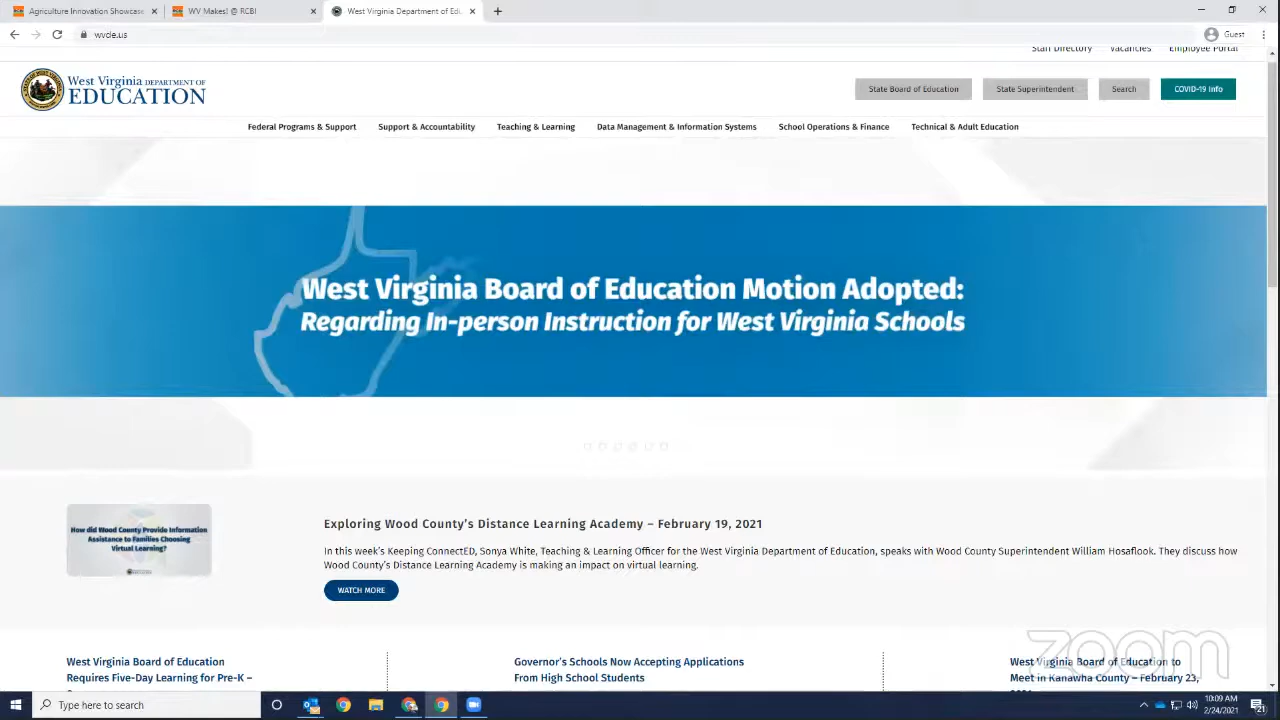 Agriculture Innovation Showcase
WV Makes! @ RCBI
West Virginia Department of Edu
wvde.us
Guest
Staff Directory Vacancies Employee Portal
West Virginia DEPARTMENT OF
EDUCATION
State Board of Education State Superintendent Search COVID-19 Info
Federal Programs & Support Support & Accountability Teaching & Learning Data Management & Information Systems School Operations & Finance Technical & Adult Education
West Virginia Board of Education Motion Adopted:
Regarding In-person Instruction for West Virginia Schools
How did Wood County Provide Information
Assistance to Families Choosing
Virtual Learning?
Exploring Wood County's Distance Learning Academy – February 19, 2021
In this week's Keeping ConnectED, Sonya White, Teaching & Learning Officer for the West Virginia Department of Education, speaks with Wood County Superintendent William Hosaflook. They discuss how
Wood County's Distance Learning Academy is making an impact on virtual learning.
WATCH MORE
West Virginia Board of Education
Requires Five-Day Learning for Pre-K –
Governor's Schools Now Accepting Applications
From High School Students
West Virginia Board of Education to
Meet in Kanawha County – February 23,
zoom
Type here to search
10:09 AM
2/24/2021
21